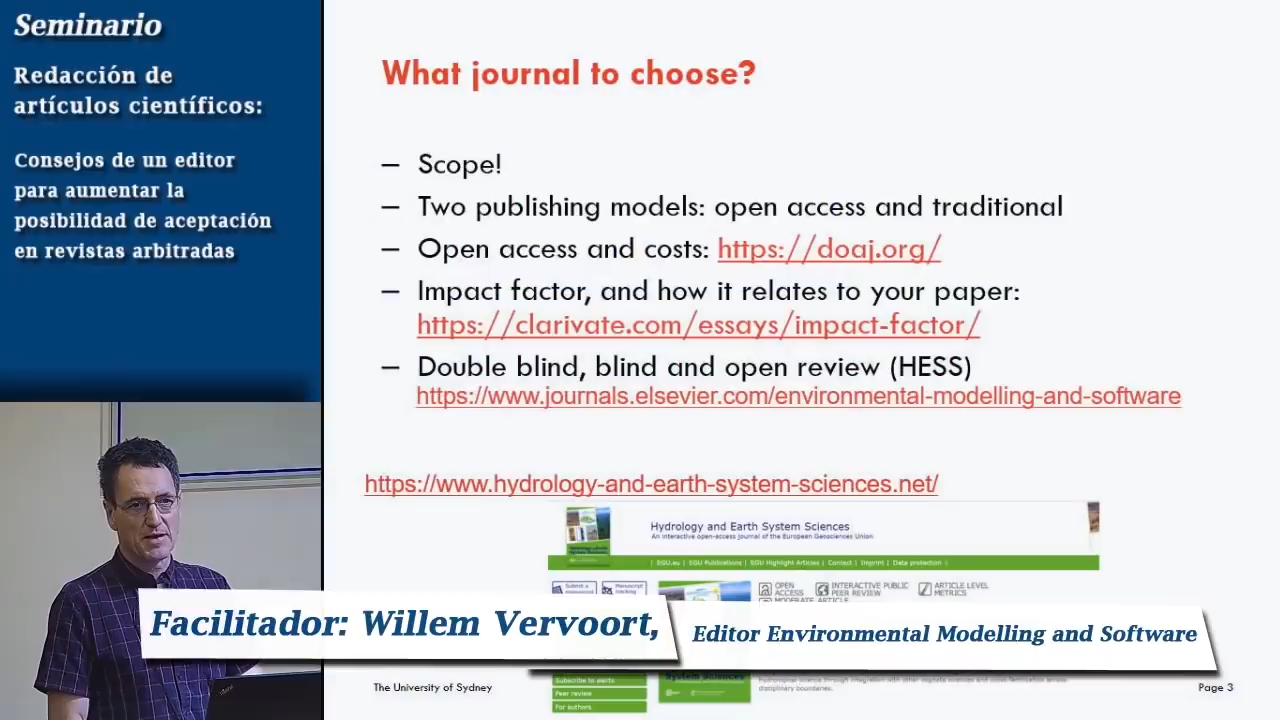 Seminario
Redacción de
artículos científicos:
Consejos de un editor
para aumentar la
posibilidad de aceptación
en revistas arbitradas
What journal to choose?
– Scope!
– Two publishing models: open access and traditional
– Open access and costs: https://doaj.org/
– Impact factor, and how it relates to your paper:
https://clarivate.com/essays/impact-factor/
– Double blind, blind and open review (HESS)
https://www.journals.elsevier.com/environmental-modelling-and-software
https://www.hydrology-and-earth-system-sciences.net/
Hydrology and Earth System Sciences
An interactive open-access journal of the European Geosciences Union
| EGU.eu | EGU Publications | EGU Highlight Articles | Contact | Imprint | Data protection |
Submit a
Manuscript
tracking
OPEN
ACCESS
INTERACTIVE PUBLIC
PEER REVIEW
ARTICLE LEVEL
METRICS
MODERATE ARTICLE
Facilitador: Willem Vervoort,
Editor Environmental Modelling and Software
System Sciences
Subscribe to alerts
Peer review
For authors
disciplinary boundaries.
The University of Sydney
Page 3